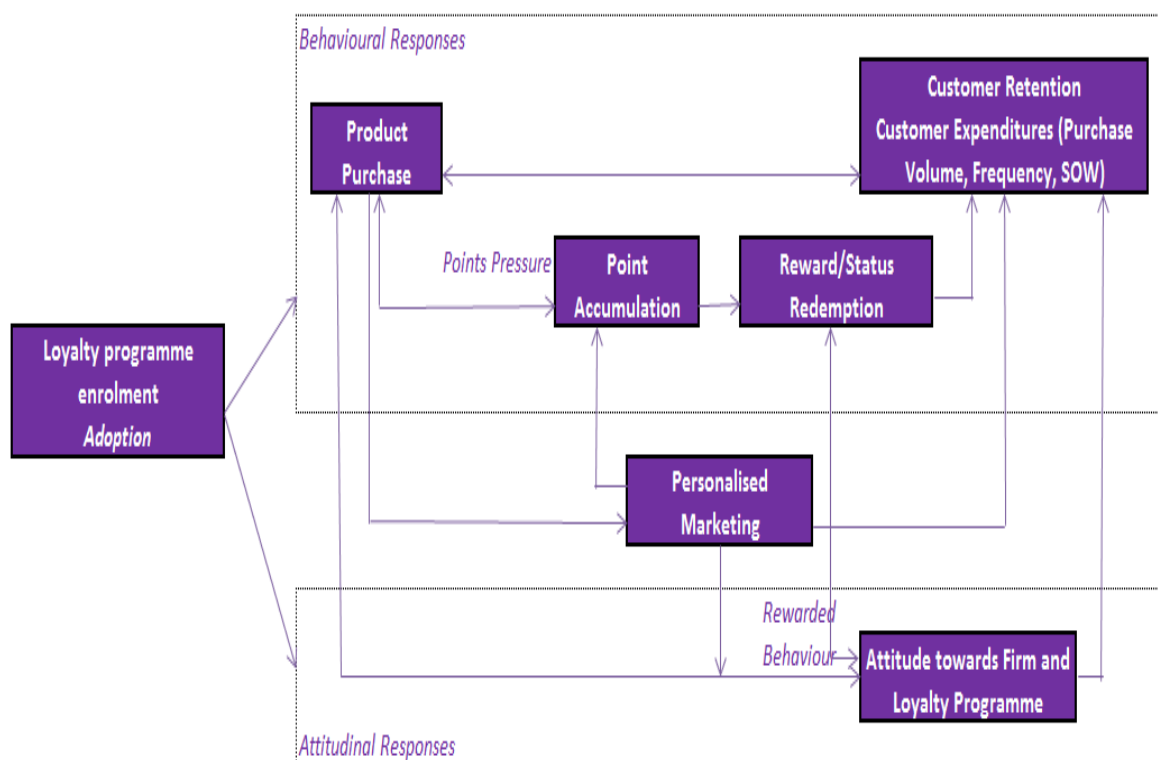 Behavioural Responses
Customer Retention
Customer Expenditures (Purchase
Volume, Frequency, SOW)
Product
Purchase
Points Pressure
Point
Accumulation
Reward/Status
Redemption
Loyalty programme
enrolment
Adoption
Personalised
Marketing
Rewarded
Behaviour
Attitude towards Firm and
Loyalty Programme
Attitudinal Responses